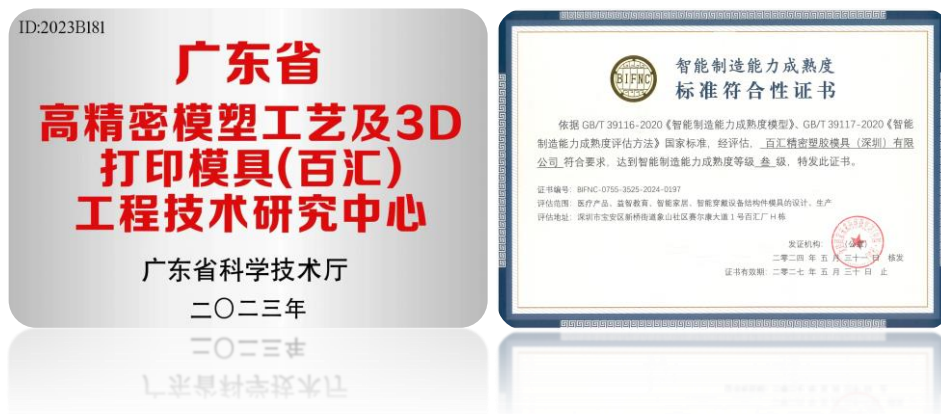 ID:2023B181
广东省
高精密模塑工艺及3D
打印模具(百汇)
工程技术研究中心
广东省科学技术厅
二〇二三年
BIFNC
智能制造能力成熟度
标准符合性证书
依据 GB/T 39116-2020《智能制造能力成熟度模型》、GB/T 39117-2020《智能
制造能力成熟度评估方法》国家标准,经评估, 百汇精密塑胶模具（深圳）有限
公司 符合要求，达到智能制造能力成熟度等级 叁 级，特发此证书。
证书编号：BIFNC-0755-3525-2024-0197
评估范围：医疗产品、益智教育、智能家居、智能穿戴设备结构件模具的设计、生产
评估地址：深圳市宝安区新桥街道象山社区赛尔康大道1号百汇厂H栋
发证机构： （公章）
二零二四 年 五 月 三十一 日 核发
证书有效期：二零二七 年 五 月 三十 日 止